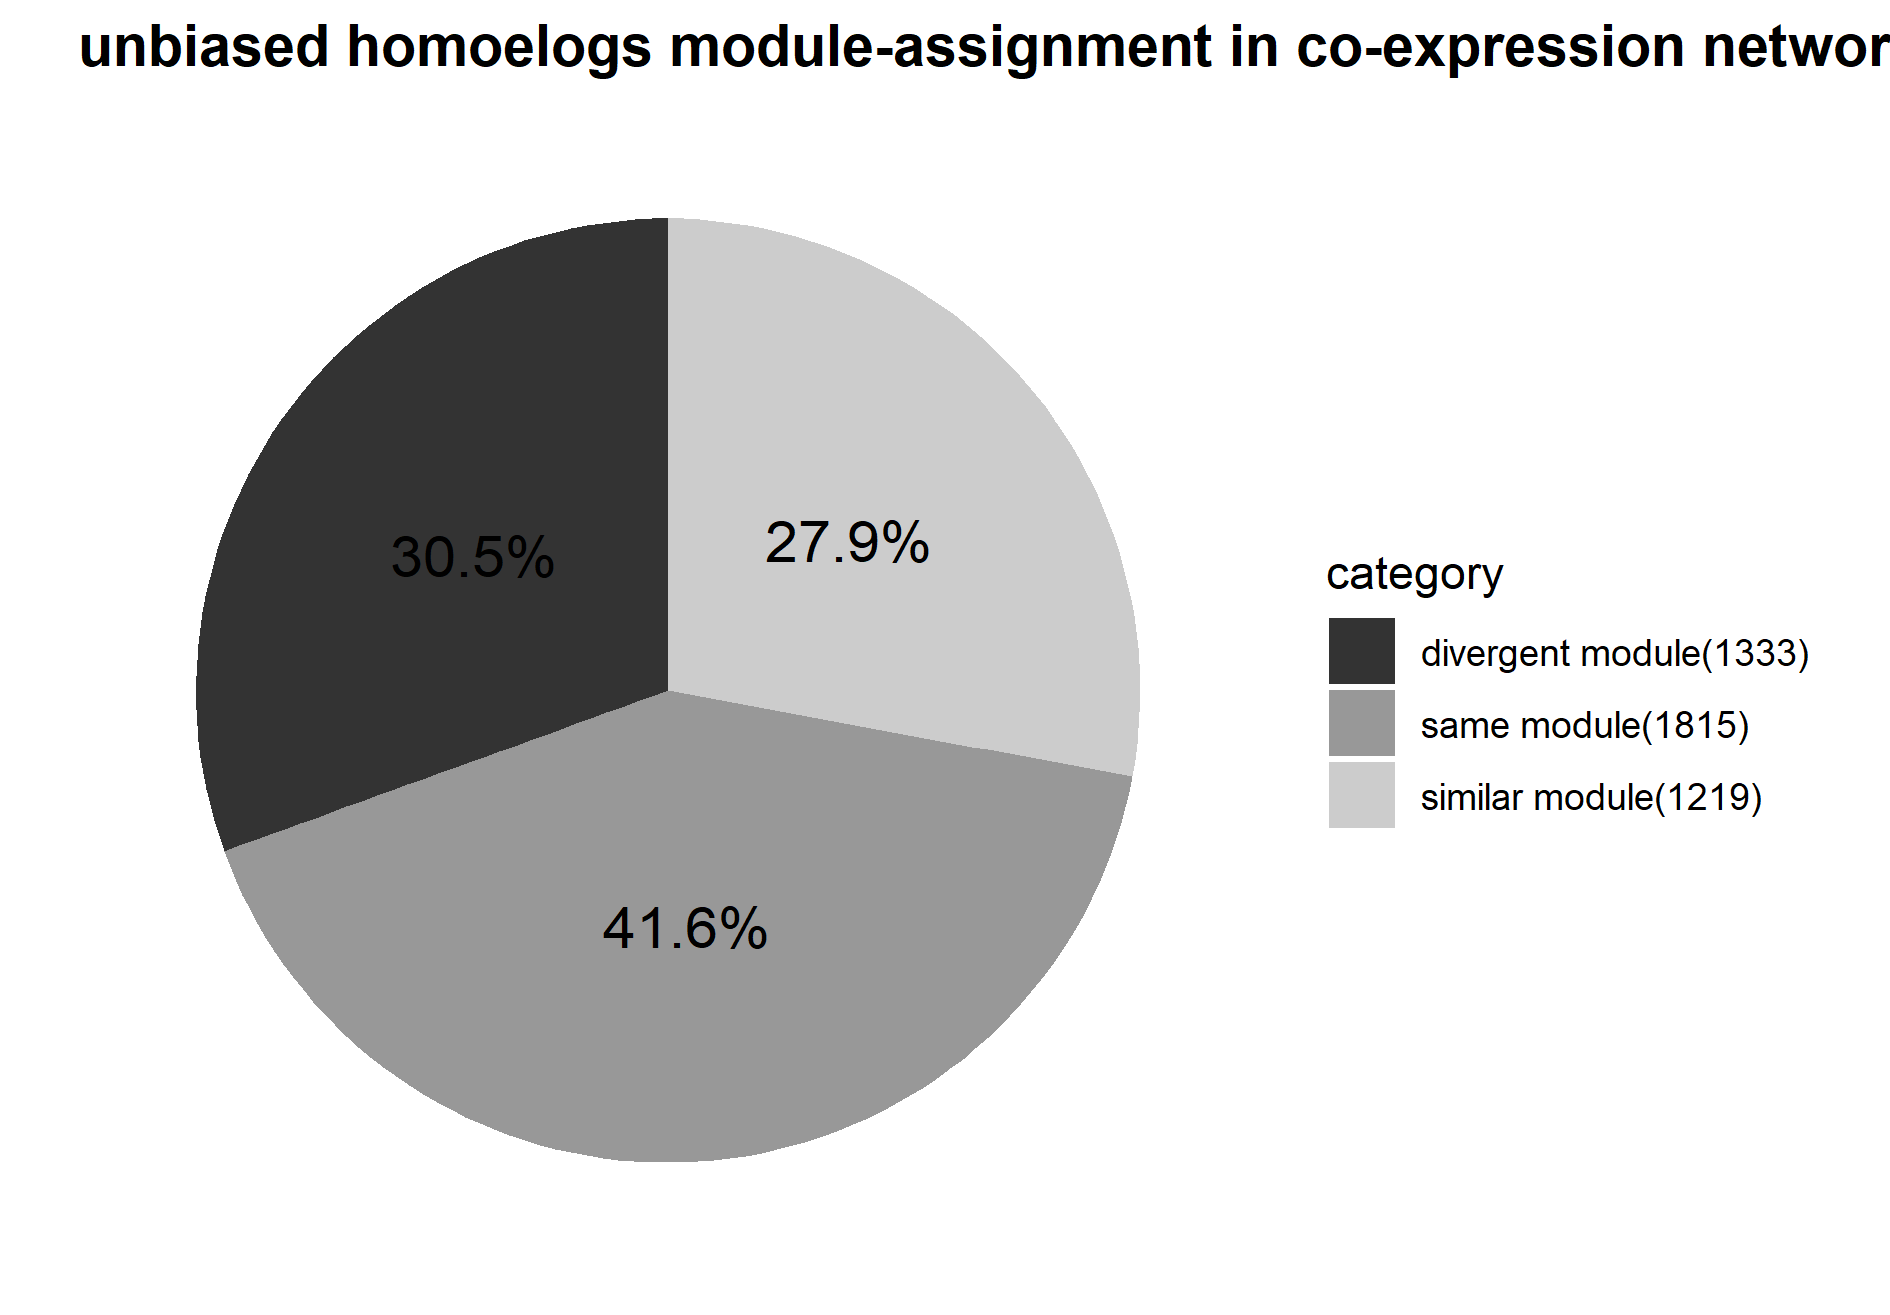 unbiased homoelogs module-assignment in co-expression networ
30.5%
27.9%
41.6%
category
divergent module(1333)
same module(1815)
similar module(1219)